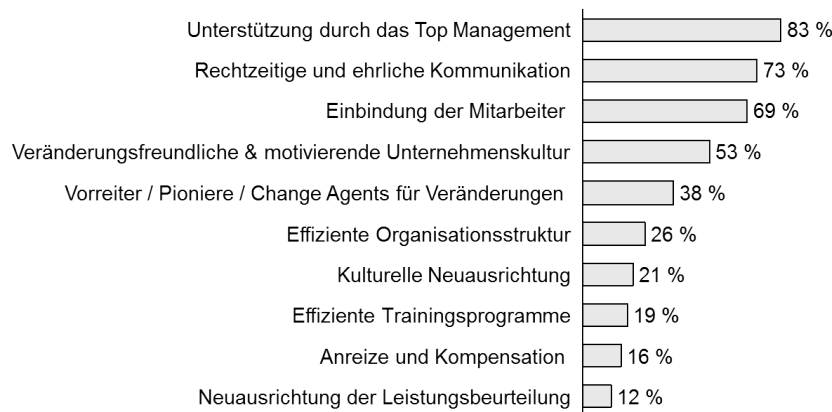 Unterstützung durch das Top Management 83 %
Rechtzeitige und ehrliche Kommunikation 73 %
Einbindung der Mitarbeiter 69 %
Veränderungsfreundliche & motivierende Unternehmenskultur 53 %
Vorreiter / Pioniere / Change Agents für Veränderungen 38 %
Effiziente Organisationsstruktur 26 %
Kulturelle Neuausrichtung 21 %
Effiziente Trainingsprogramme 19 %
Anreize und Kompensation 16 %
Neuausrichtung der Leistungsbeurteilung 12 %